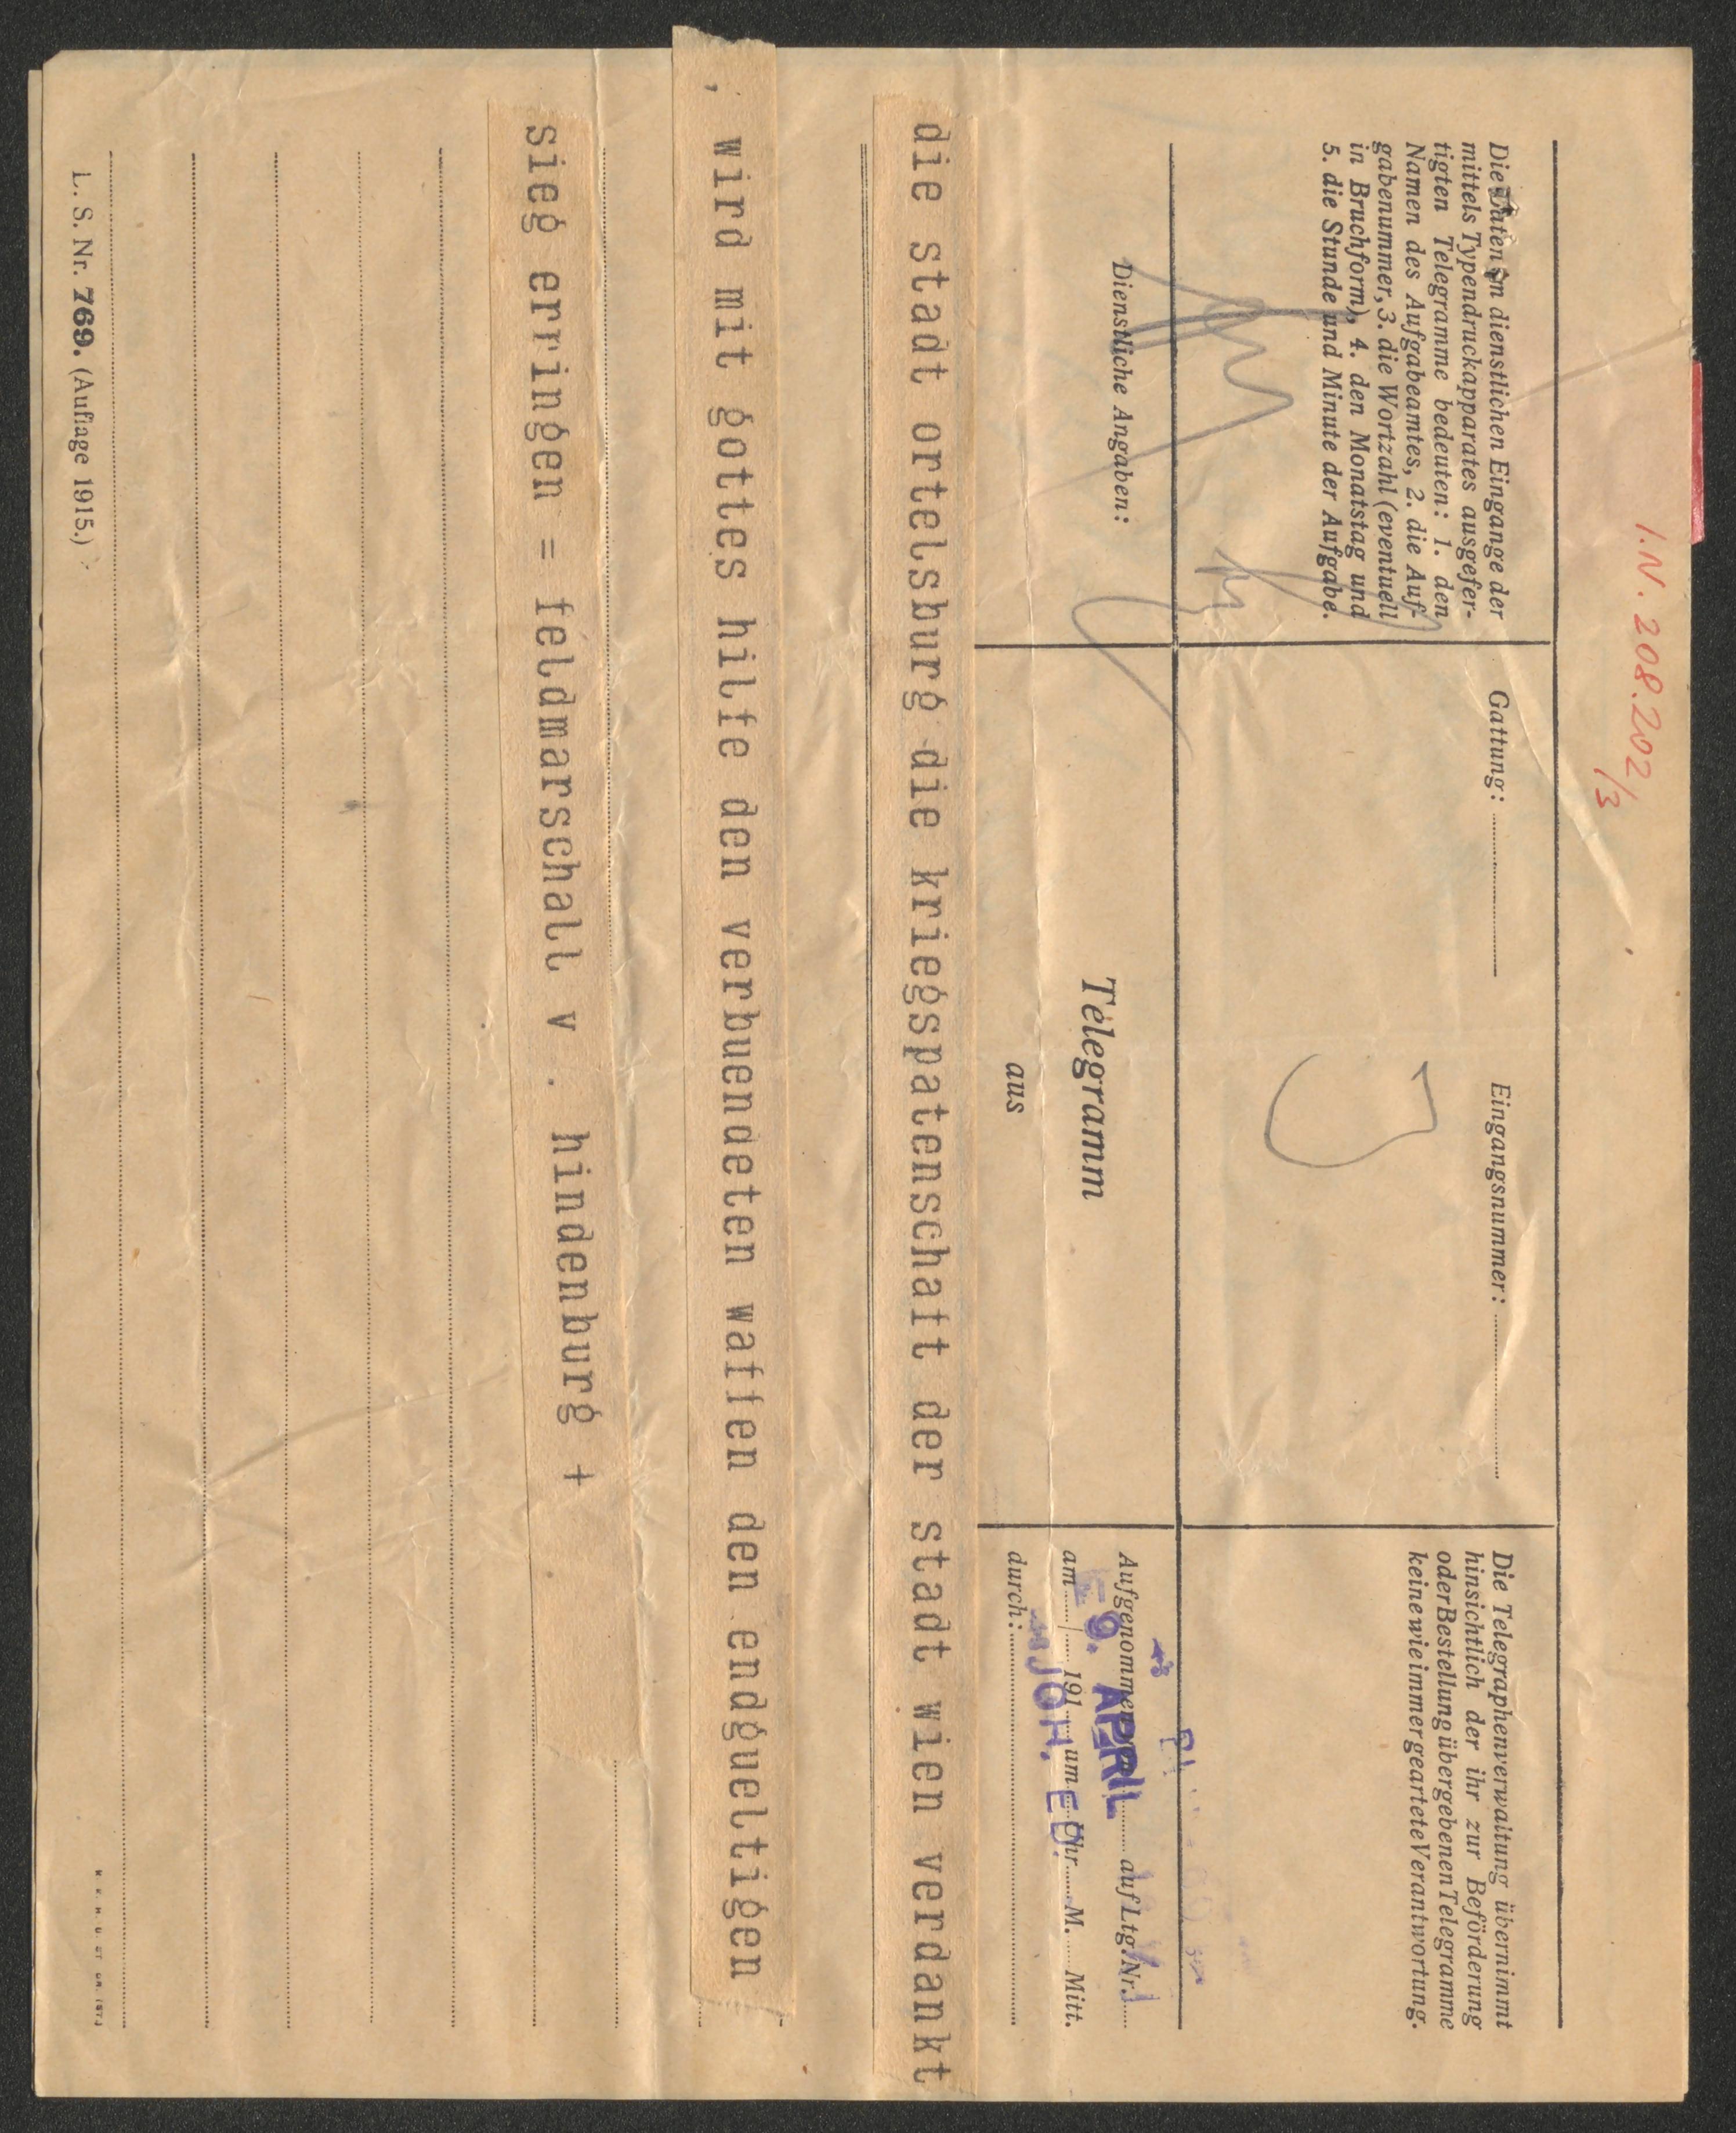 I.N. 208.202
/3
Die Daten im dienstlichen Eingange der
mittels Typendruckapparates ausgefer-
tigten Telegramme bedeuten: 1. den
Namen des Aufgabeamtes, 2. die Auf-
gabenummer, 3. die Wortzahl (eventuell
in Bruchform), 4. den Monatstag und
5. die Stunde und Minute der Aufgabe.
Gattung:
Eingangsnummer:
Die Telegraphenverwaltung übernimmt
hinsichtlich der ihr zur Beförderung
oder Bestellung übergebenen Telegramme
keine wie immer geartete Verantwortung.
Dienstliche Angaben:
Telegramm
aus
Aufgenommen von auf Ltg. Nr.
am / 191 um Uhr M. Mitt.
durch:
9. APRIL
JOH. ED.
die stadt ortelsburg die kriegspatenschaft der stadt wien verdankt
, wird mit gottes hilfe den verbuendeten waffen den endgueltigen
sieg erringen = feldmarschall v . hindenburg +
L. S. Nr. 769. (Auflage 1915.)